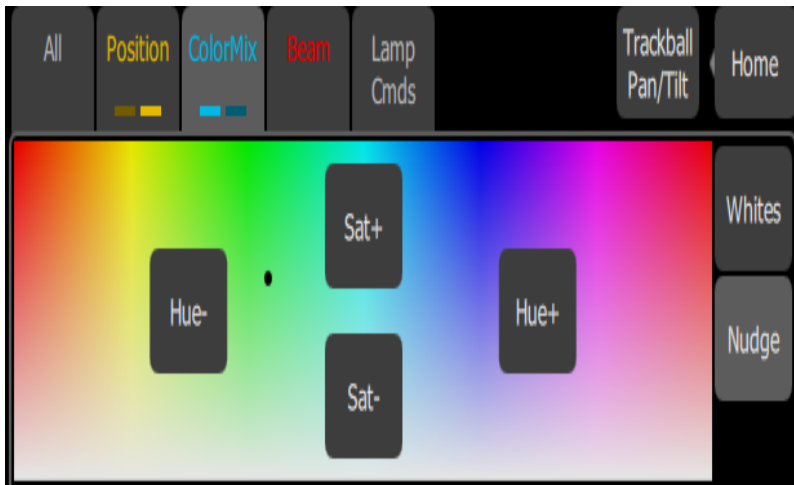 All
Position
ColorMix
Beam
Lamp
Cmds
Trackball
Pan/Tilt
Home
Sat+
Whites
Hue-
Hue+
Nudge
Sat-